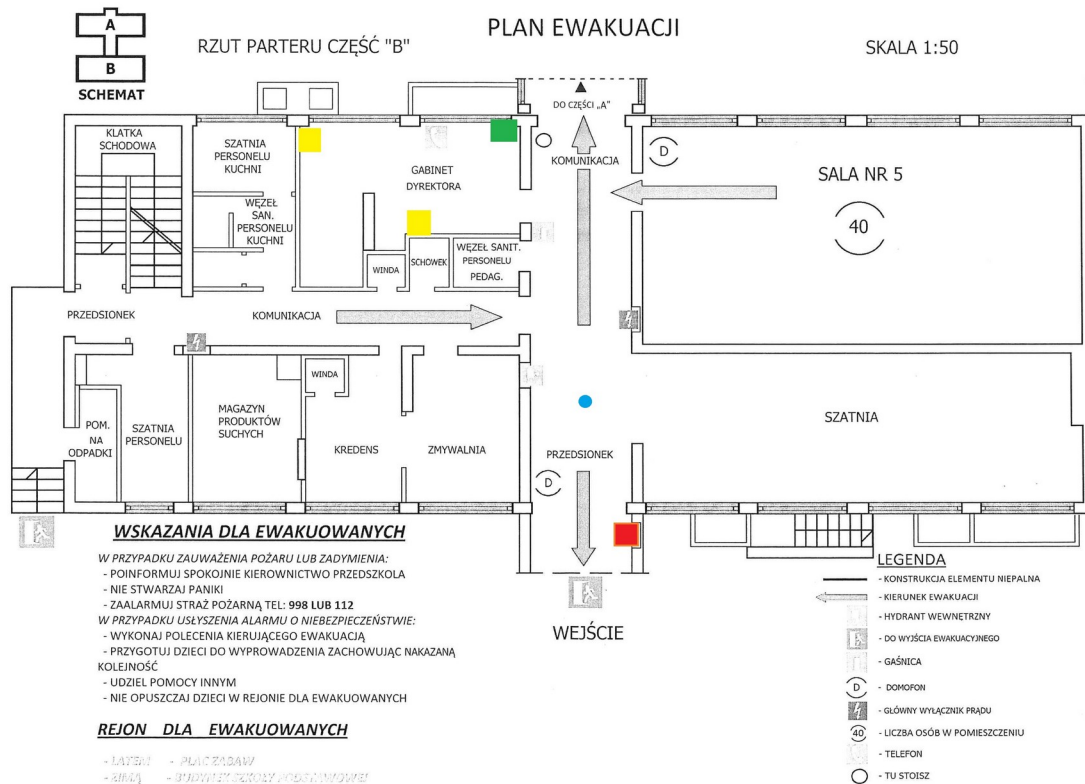 A
B
SCHEMAT
RZUT PARTERU CZĘŚĆ "B"
PLAN EWAKUACJI
SKALA 1:50
KLATKA
SCHODOWA
SZATNIA
PERSONELU
KUCHNI
WĘZEŁ
SAN.
PERSONELU
KUCHNI
GABINET
DYREKTORA
DO CZĘŚCI „A"
KOMUNIKACJA
D
SALA NR 5
40
WINDA
SCHOWEK
WĘZEŁ SANIT.
PERSONELU
PEDAG.
PRZEDSIONEK
KOMUNIKACJA
POM.
NA
ODPADKI
SZATNIA
PERSONELU
MAGAZYN
PRODUKTÓW
SUCHYCH
WINDA
KREDENS
ZMYWALNIA
PRZEDSIONEK
D
SZATNIA
WEJŚCIE
WSKAZANIA DLA EWAKUOWANYCH
W PRZYPADKU ZAUWAŻENIA POŻARU LUB ZADYMIENIA:
- POINFORMUJ SPOKOJNIE KIEROWNICTWO PRZEDSZKOLA
- NIE STWARZAJ PANIKI
- ZAALARMUJ STRAŻ POŻARNĄ TEL: 998 LUB 112
W PRZYPADKU USŁYSZENIA ALARMU O NIEBEZPIECZEŃSTWIE:
- WYKONAJ POLECENIA KIERUJĄCEGO EWAKUACJĄ
- PRZYGOTUJ DZIECI DO WYPROWADZENIA ZACHOWUJĄC NAKAZANĄ
KOLEJNOŚĆ
- UDZIEL POMOCY INNYM
- NIE OPUSZCZAJ DZIECI W REJONIE DLA EWAKUOWANYCH
REJON DLA EWAKUOWANYCH
- LATEM - PLAC ZABAW
- ZIMĄ - BUDYNEK SZKOŁY PODSTAWOWEJ
LEGENDA
- KONSTRUKCJA ELEMENTU NIEPALNA
- KIERUNEK EWAKUACJI
- HYDRANT WEWNĘTRZNY
- DO WYJŚCIA EWAKUACYJNEGO
- GAŚNICA
D - DOMOFON
- GŁÓWNY WYŁĄCZNIK PRĄDU
40 - LICZBA OSÓB W POMIESZCZENIU
- TELEFON
- TU STOISZ